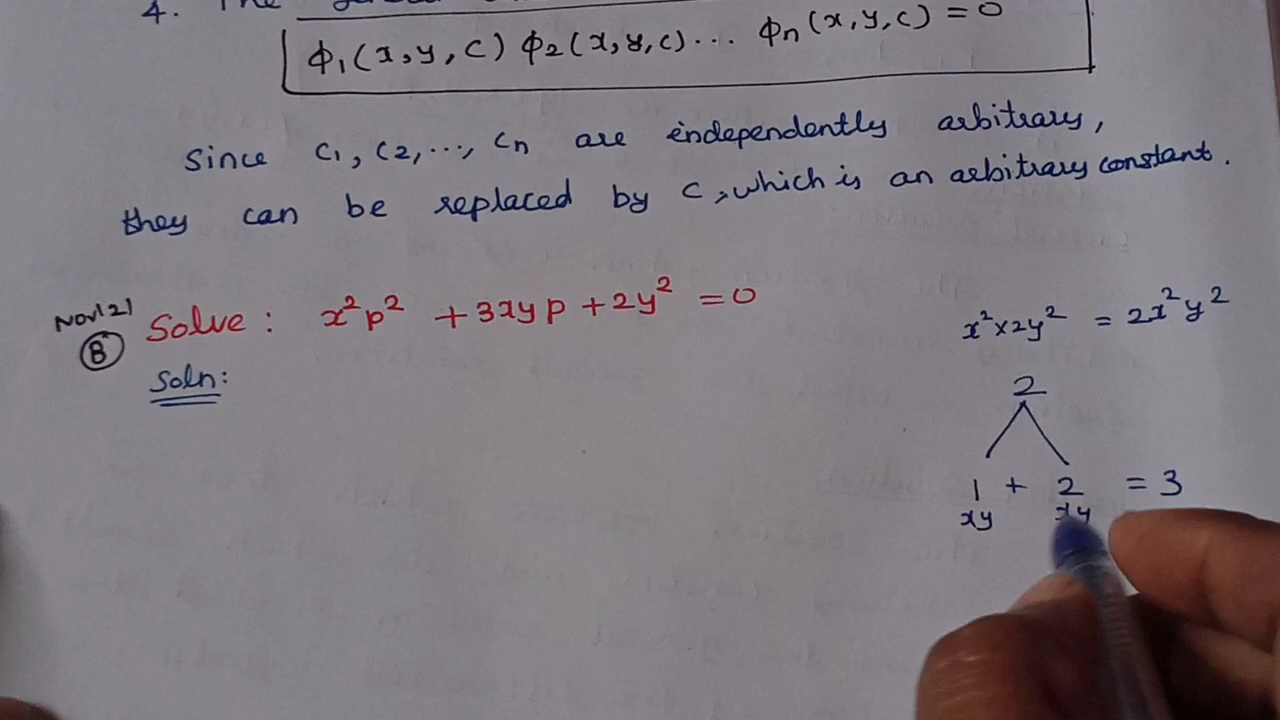 4. The
ϕ₁(x,y,c) ϕ₂(x,y,c)... ϕn(x,y,c) = 0
Since c₁, c₂, ..., cn are independently arbitrary,
they can be replaced by c, which is an arbitrary constant.
Nov/21
B
Solve: x²p² + 3xyp + 2y² = 0
Soln:
x² × 2y² = 2x²y²
2
1 + 2 = 3
xy xy